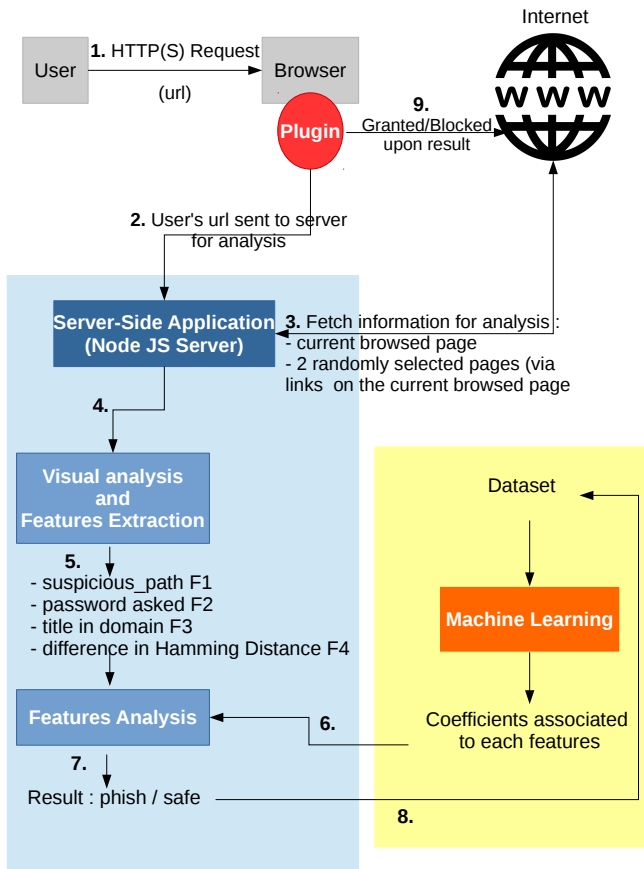 Internet
User
1. HTTP(S) Request
(url)
Browser
Plugin
W W W
9.
Granted/Blocked
upon result
2. User's url sent to server
for analysis
Server-Side Application
(Node JS Server)
3. Fetch information for analysis :
- current browsed page
- 2 randomly selected pages (via
links on the current browsed page
4.
Visual analysis
and
Features Extraction
5.
- suspicious_path F1
- password asked F2
- title in domain F3
- difference in Hamming Distance F4
Features Analysis
6.
7.
Result : phish / safe
8.
Dataset
Machine Learning
Coefficients associated
to each features